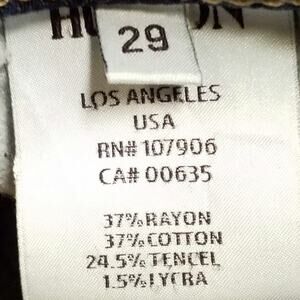 29
LOS ANGELES
USA
RN# 107906
CA# 00635
37% RAYON
37% COTTON
24.5% TENCEL
1.5% LYCRA